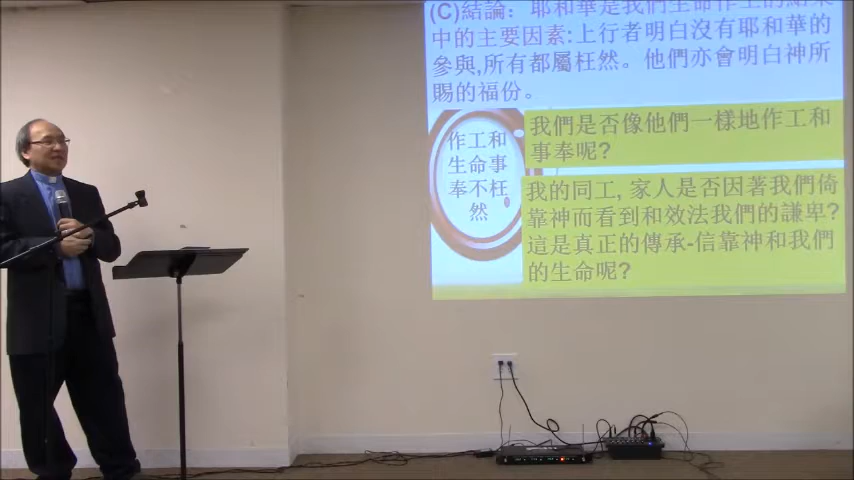 (C)結論: 耶和華是我們生命作工的結果
中的主要因素:上行者明白沒有耶和華的
參與,所有都屬枉然。他們亦會明白神所
賜的福份。
作工和
生命事
奉不枉
然
我們是否像他們一樣地作工和
事奉呢?
我的同工,家人是否因著我們倚
靠神而看到和效法我們的謙卑?
這是真正的傳承-信靠神和我們
的生命呢?